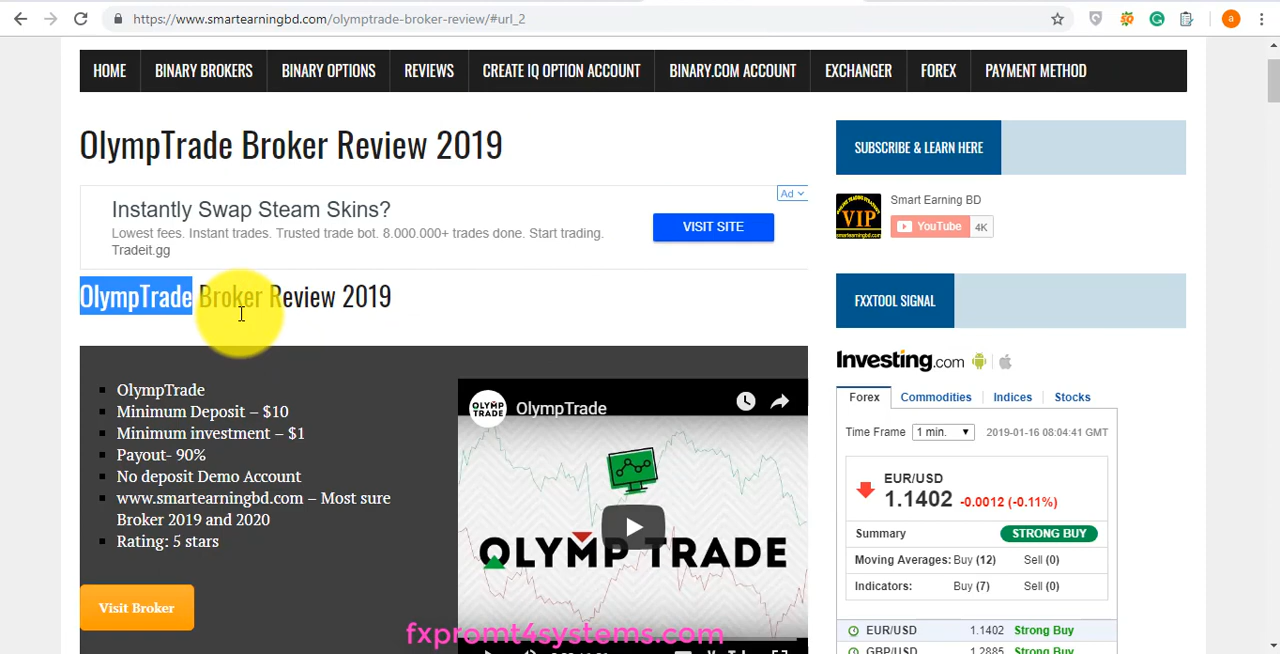 https://www.smartearningbd.com/olymptrade-broker-review/#url_2
a
HOME BINARY BROKERS BINARY OPTIONS REVIEWS CREATE IQ OPTION ACCOUNT BINARY.COM ACCOUNT EXCHANGER FOREX PAYMENT METHOD
OlympTrade Broker Review 2019
Ad
Instantly Swap Steam Skins?
Lowest fees. Instant trades. Trusted trade bot. 8.000.000+ trades done. Start trading.
Tradeit.gg
VISIT SITE
OlympTrade Broker Review 2019
OlympTrade
Minimum Deposit – $10
Minimum investment – $1
Payout- 90%
No deposit Demo Account
www.smartearningbd.com – Most sure
Broker 2019 and 2020
Rating: 5 stars
Visit Broker
OLYMP
TRADE
OlympTrade
OLYMP TRADE
fxpromt4systems.com
SUBSCRIBE & LEARN HERE
VIP
Smart Earning BD
YouTube 4K
FXXTOOL SIGNAL
Investing.com
Forex Commodities Indices Stocks
Time Frame 1 min. 2019-01-16 08:04:41 GMT
EUR/USD
1.1402 -0.0012 (-0.11%)
Summary STRONG BUY
Moving Averages: Buy (12) Sell (0)
Indicators: Buy (7) Sell (0)
EUR/USD 1.1402 Strong Buy
GBP/USD 1.2885 Strong Buy